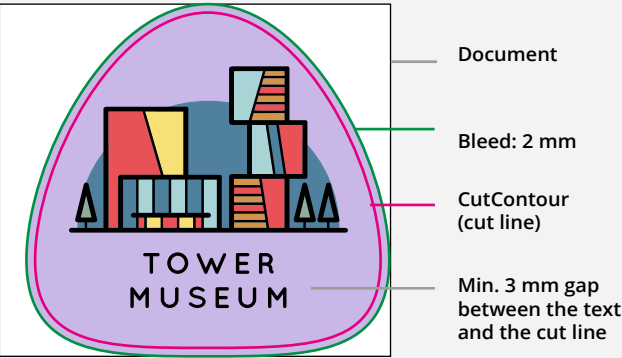 Document
Bleed: 2 mm
CutContour
(cut line)
TOWER
MUSEUM
Min. 3 mm gap
between the text
and the cut line